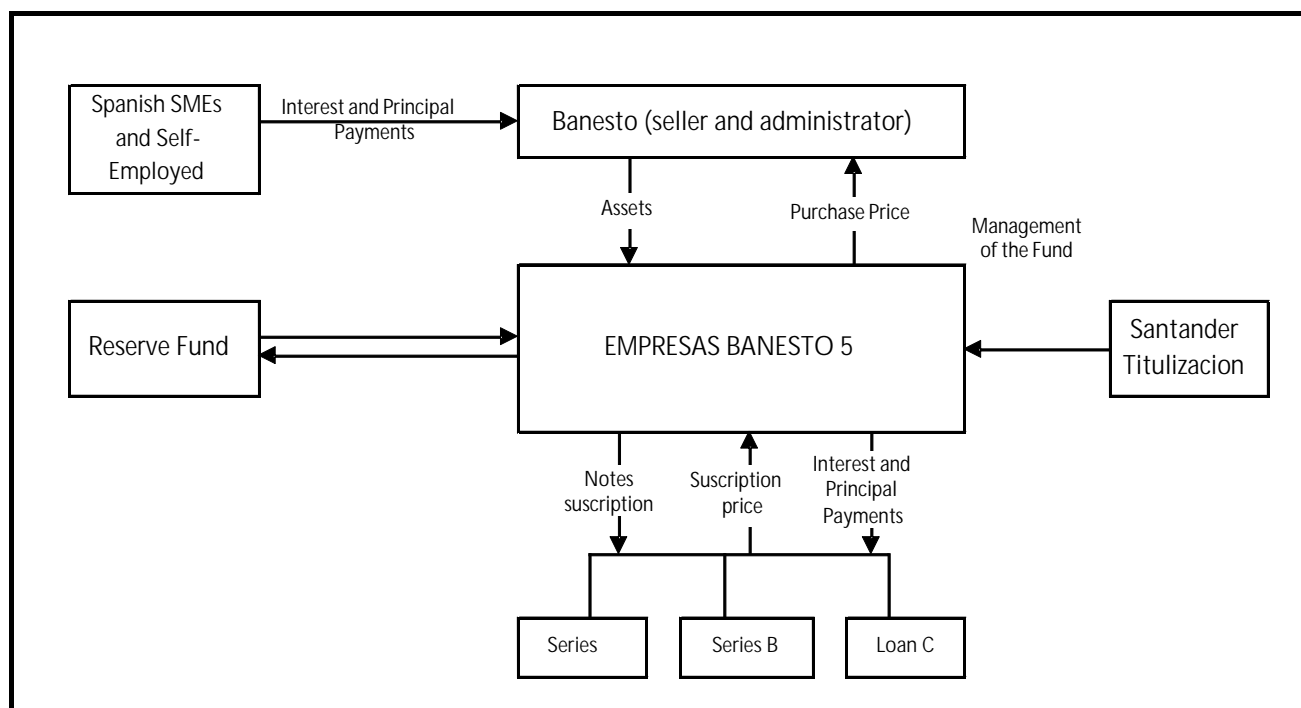 Spanish SMEs
and Self-
Employed
Interest and Principal
Payments
Banesto (seller and administrator)
Assets
Purchase Price
Management
of the Fund
Reserve Fund
EMPRESAS BANESTO 5
Santander
Titulizacion
Notes
suscription
Suscription
price
Interest and
Principal
Payments
Series
Series B
Loan C